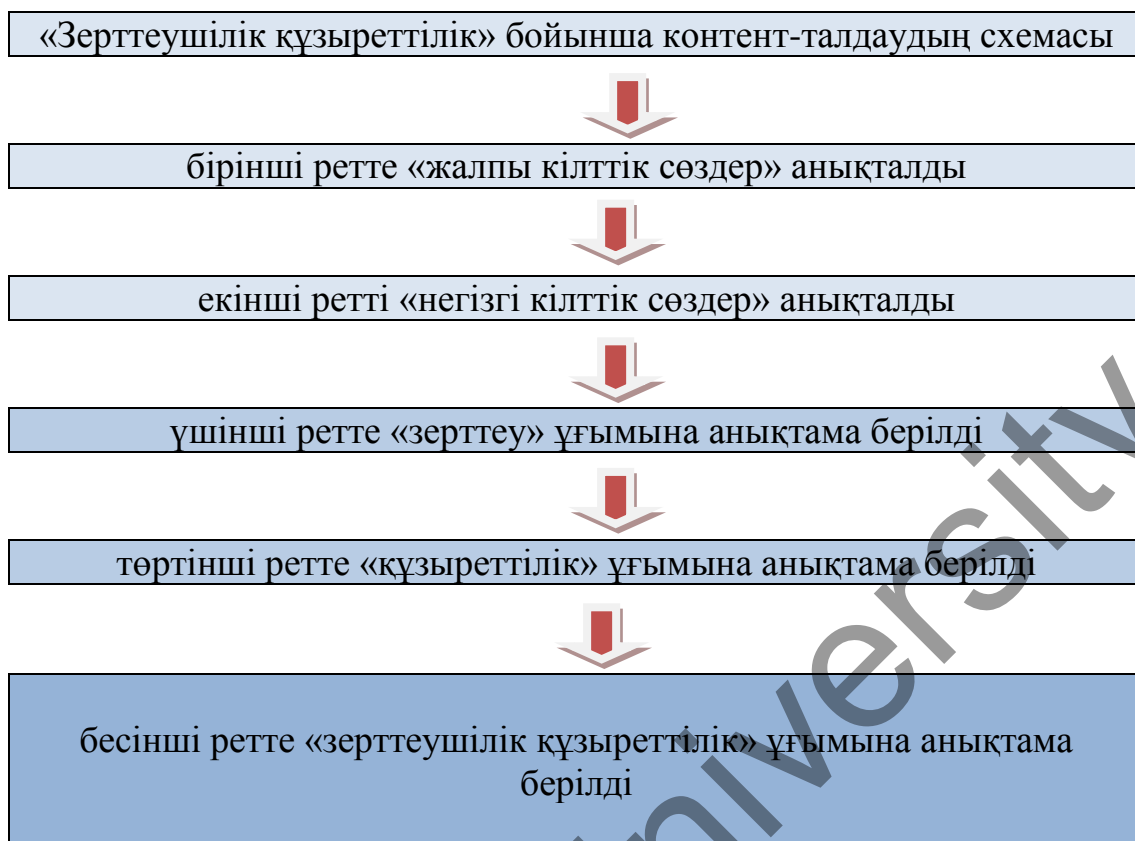 «Зерттеушілік құзыреттілік» бойынша контент-талдаудың схемасы
бірінші ретте «жалпы кілттік сөздер» анықталды
екінші ретті «негізгі кілттік сөздер» анықталды
үшінші ретте «зерттеу» ұғымына анықтама берілді
төртінші ретте «құзыреттілік» ұғымына анықтама берілді
бесінші ретте «зерттеушілік құзыреттілік» ұғымына анықтама
берілді
university